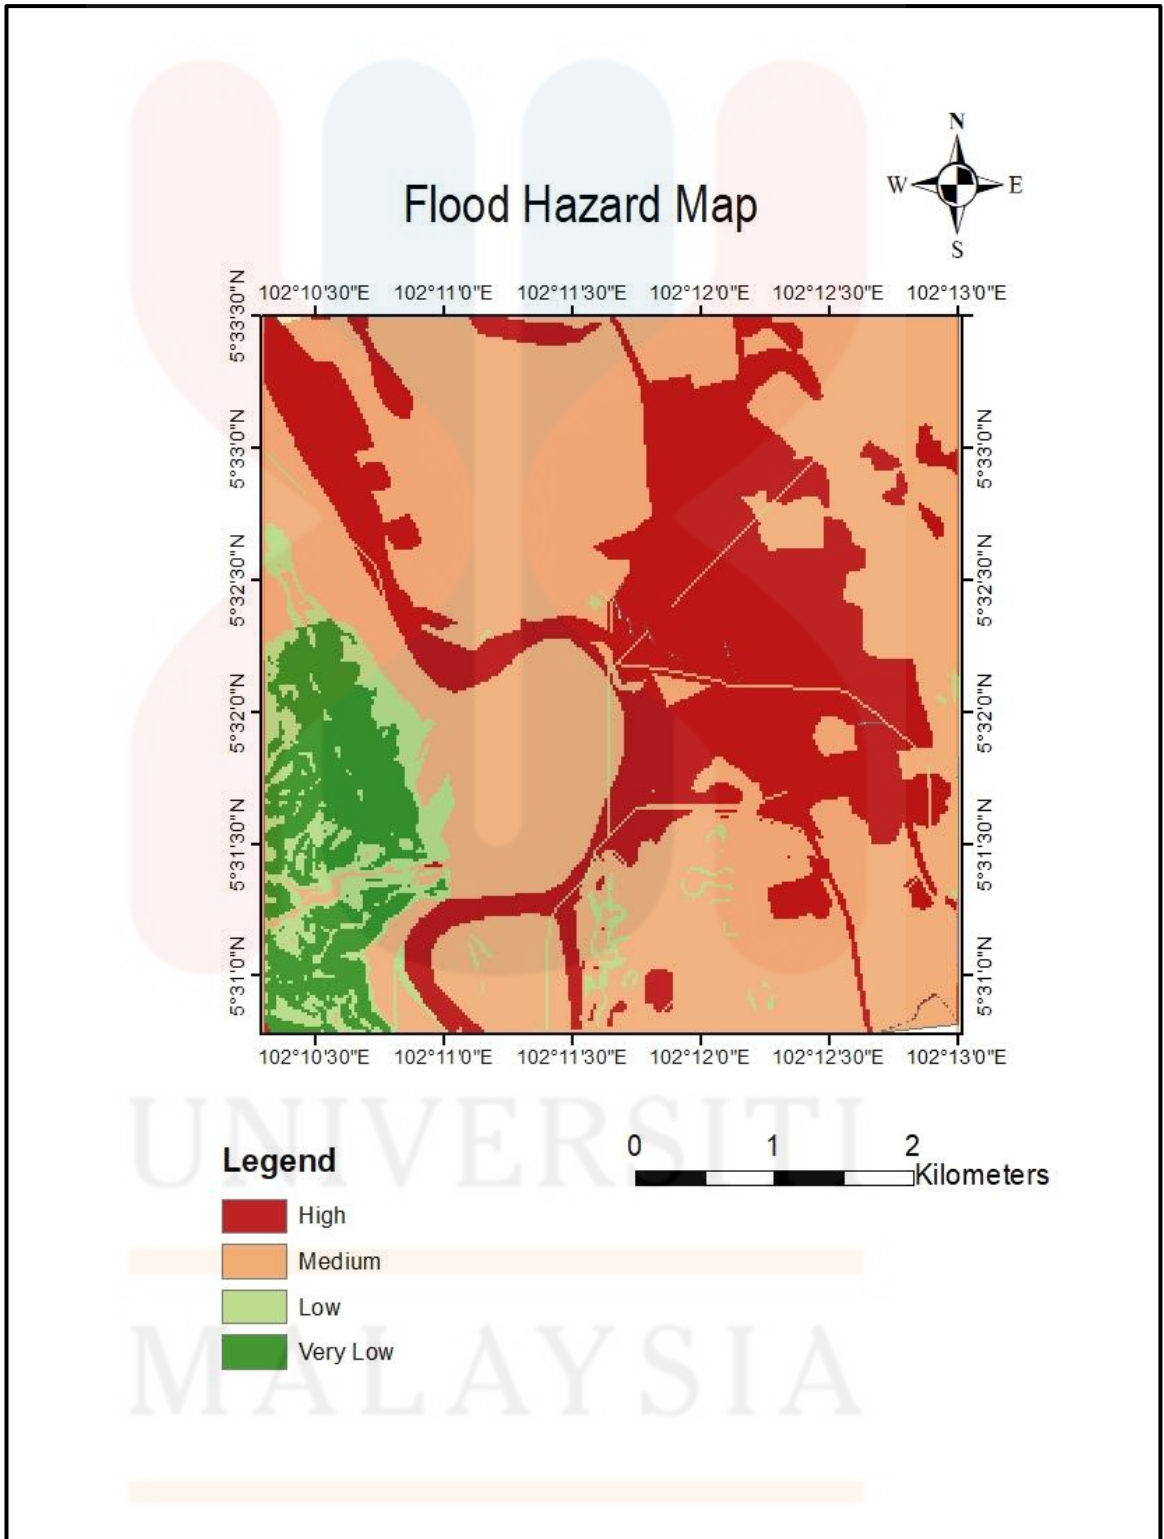 N
W E
S
Flood Hazard Map
102°10'30"E 102°11'0"E 102°11'30"E 102°12'0"E 102°12'30"E 102°13'0"E
5°33'30"N
5°33'0"N 5°33'0"N
5°32'30"N 5°32'30"N
5°32'0"N 5°32'0"N
5°31'30"N 5°31'30"N
5°31'0"N 5°31'0"N
102°10'30"E 102°11'0"E 102°11'30"E 102°12'0"E 102°12'30"E 102°13'0"E
UNIVERSITI
0 1 2
Kilometers
Legend
High
Medium
Low
Very Low
MALAYSIA